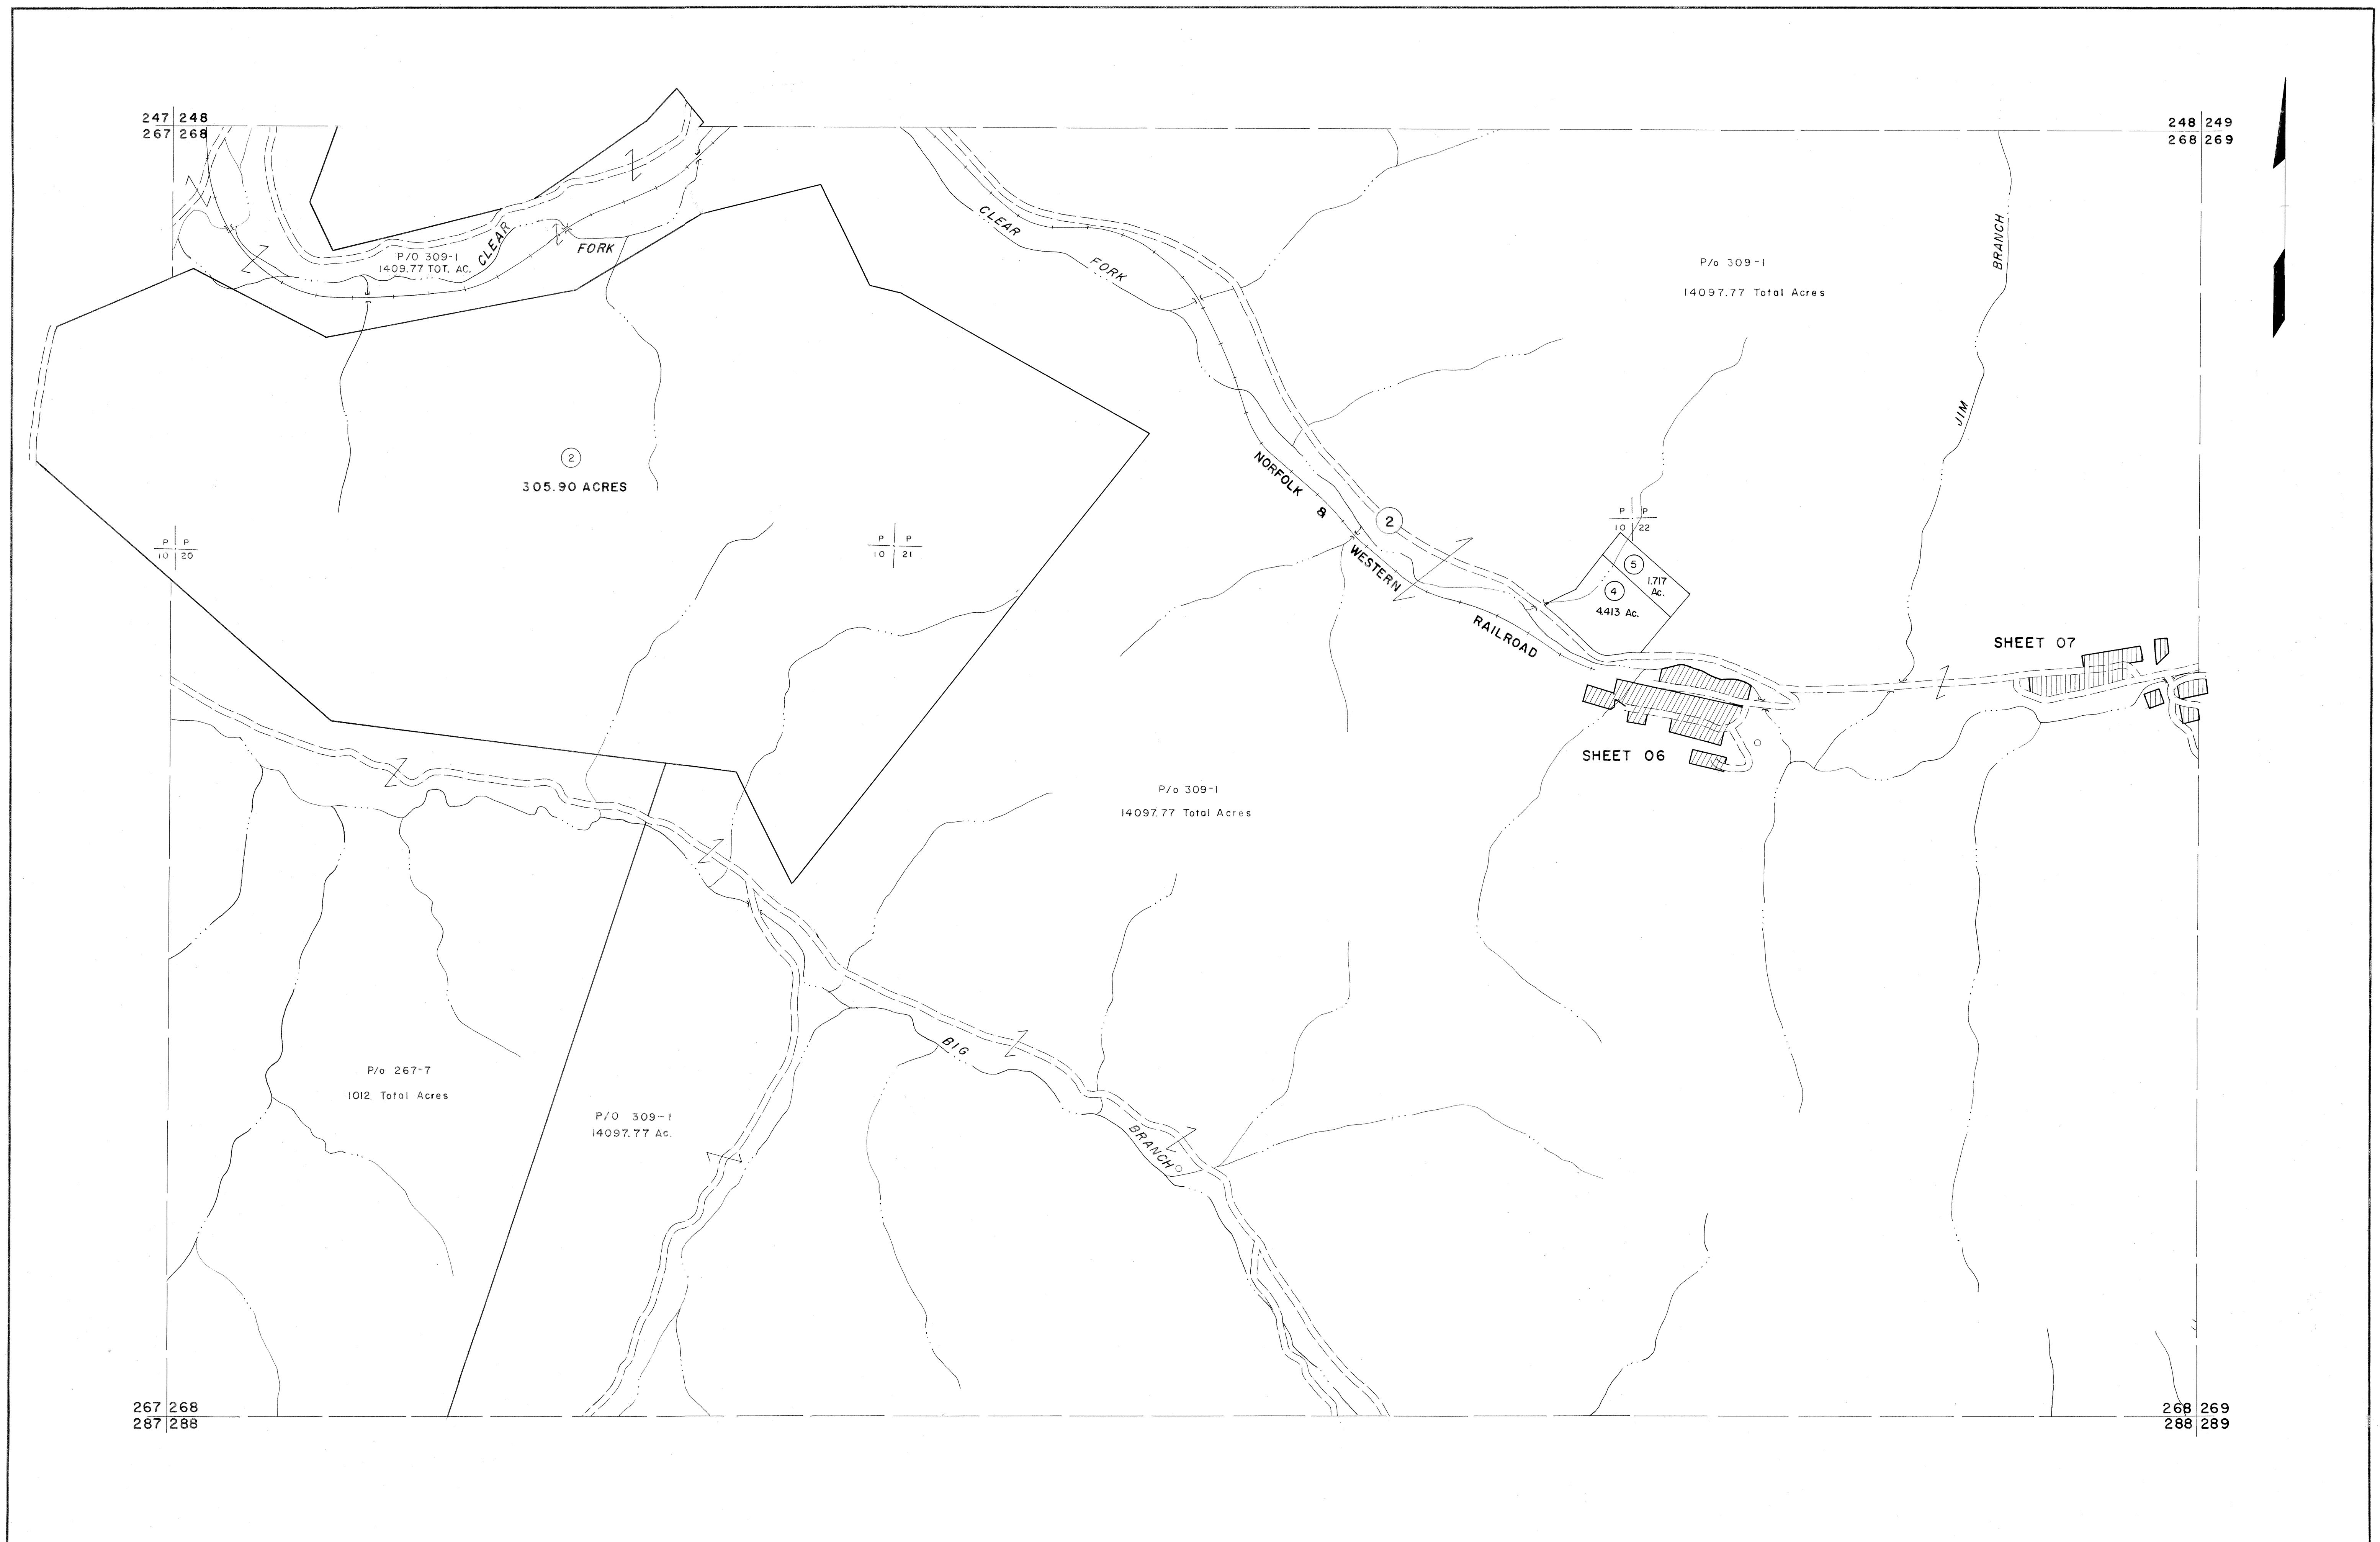 247 248
267 268
248 249
268 269
CLEAR
FORK
P/O 309-1
1409.77 TOT. AC.
CLEAR
FORK
P/o 309-1
14097.77 Total Acres
BRANCH
JIM
2
305.90 ACRES
NORFOLK
&
WESTERN
RAILROAD
2
P P
10 20
P P
10 21
P P
10 22
5
1.717
Ac.
4
4.413 Ac.
SHEET 07
SHEET 06
P/o 309-1
14097.77 Total Acres
P/o 267-7
1012 Total Acres
P/O 309-1
14097.77 Ac.
BIG
BRANCH
267 268
287 288
268 269
288 289